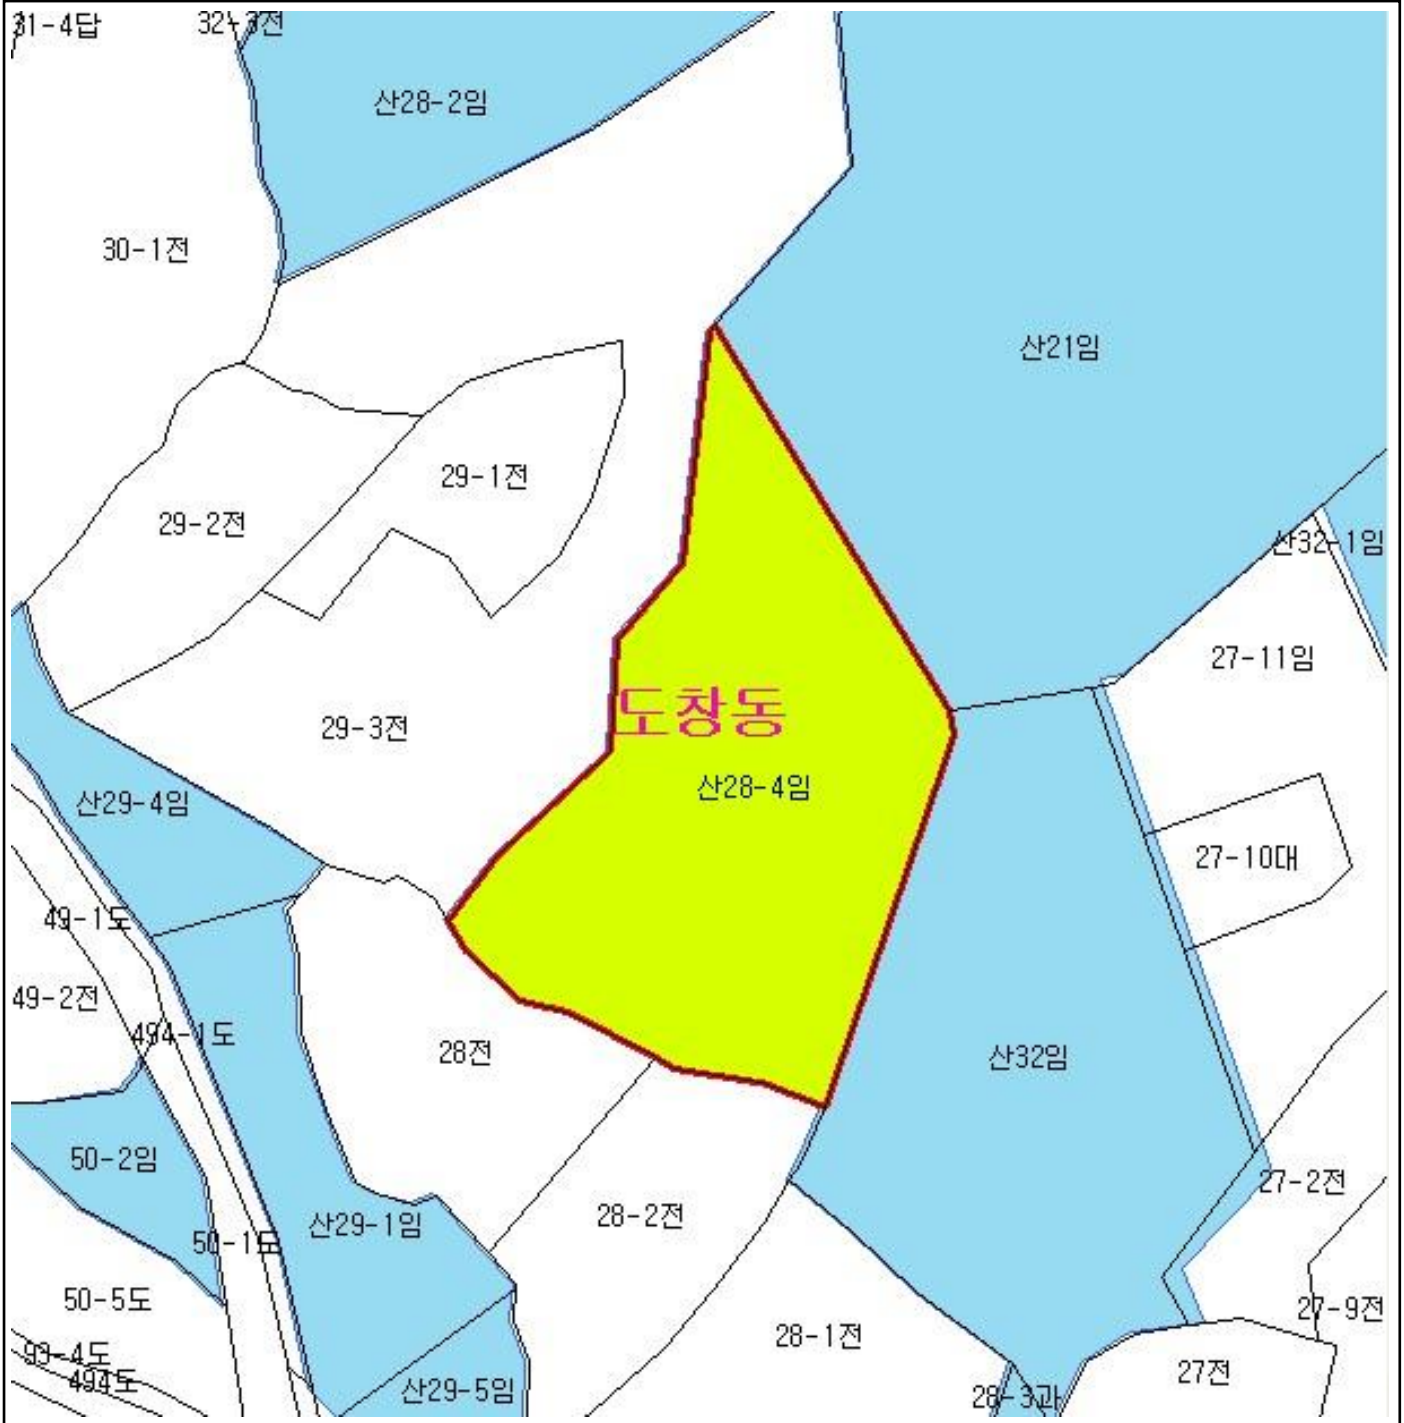 31-4답
32-3전
산28-2임
30-1전
산21임
29-1전
29-2전
산32-1임
27-11임
도창동
29-3전
산28-4임
산29-4임
27-10대
49-1도
49-2전
494-1도
28전
산32임
50-2임
27-2전
28-2전
산29-1임
50-1도
50-5도
27-9전
28-1전
93-4도
27전
494도
산29-5임
28-3과